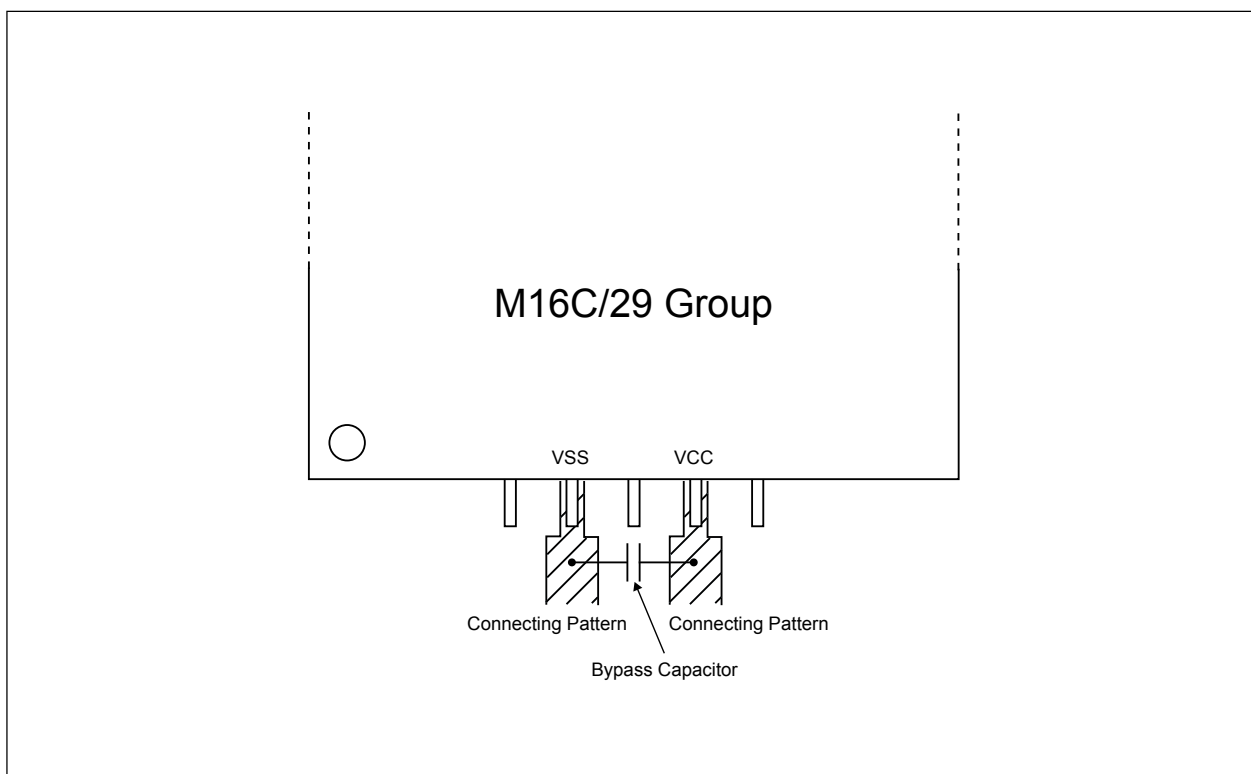 M16C/29 Group
VSS
VCC
Connecting Pattern
Connecting Pattern
Bypass Capacitor